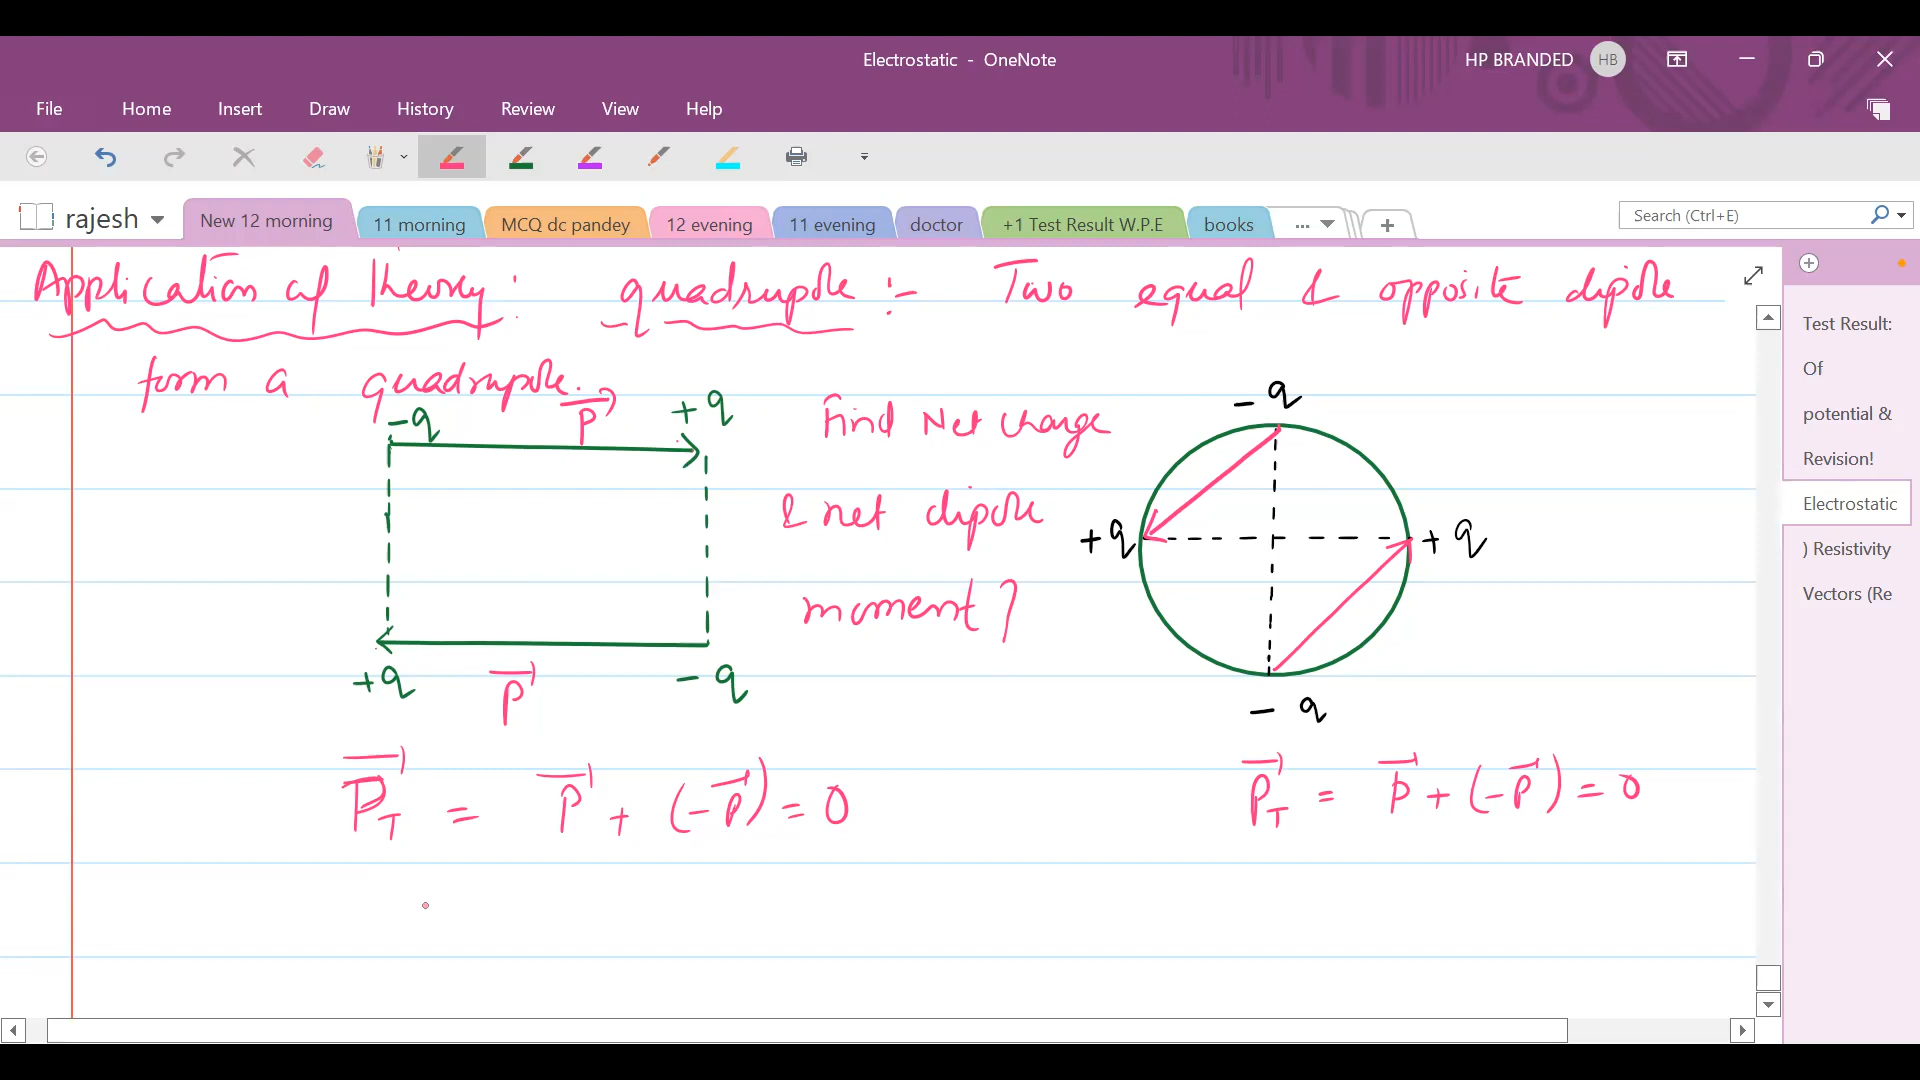 Electrostatic - OneNote
HP BRANDED HB
File Home Insert Draw History Review View Help
rajesh New 12 morning 11 morning MCQ dc pandey 12 evening 11 evening doctor +1 Test Result W.P.E books ... + Search (Ctrl+E)
Application of theory : quadrupole :- Two equal & opposite dipole
form a quadrupole.
-q P⃗ +q
+q P⃗ -q
Find Net charge
& net dipole
moment ?
-q
+q +q
- q
P⃗_T = P⃗ + (-P⃗) = 0
P⃗_T = P⃗ + (-P⃗) = 0
Test Result:
Of
potential &
Revision!
Electrostatic
) Resistivity
Vectors (Re